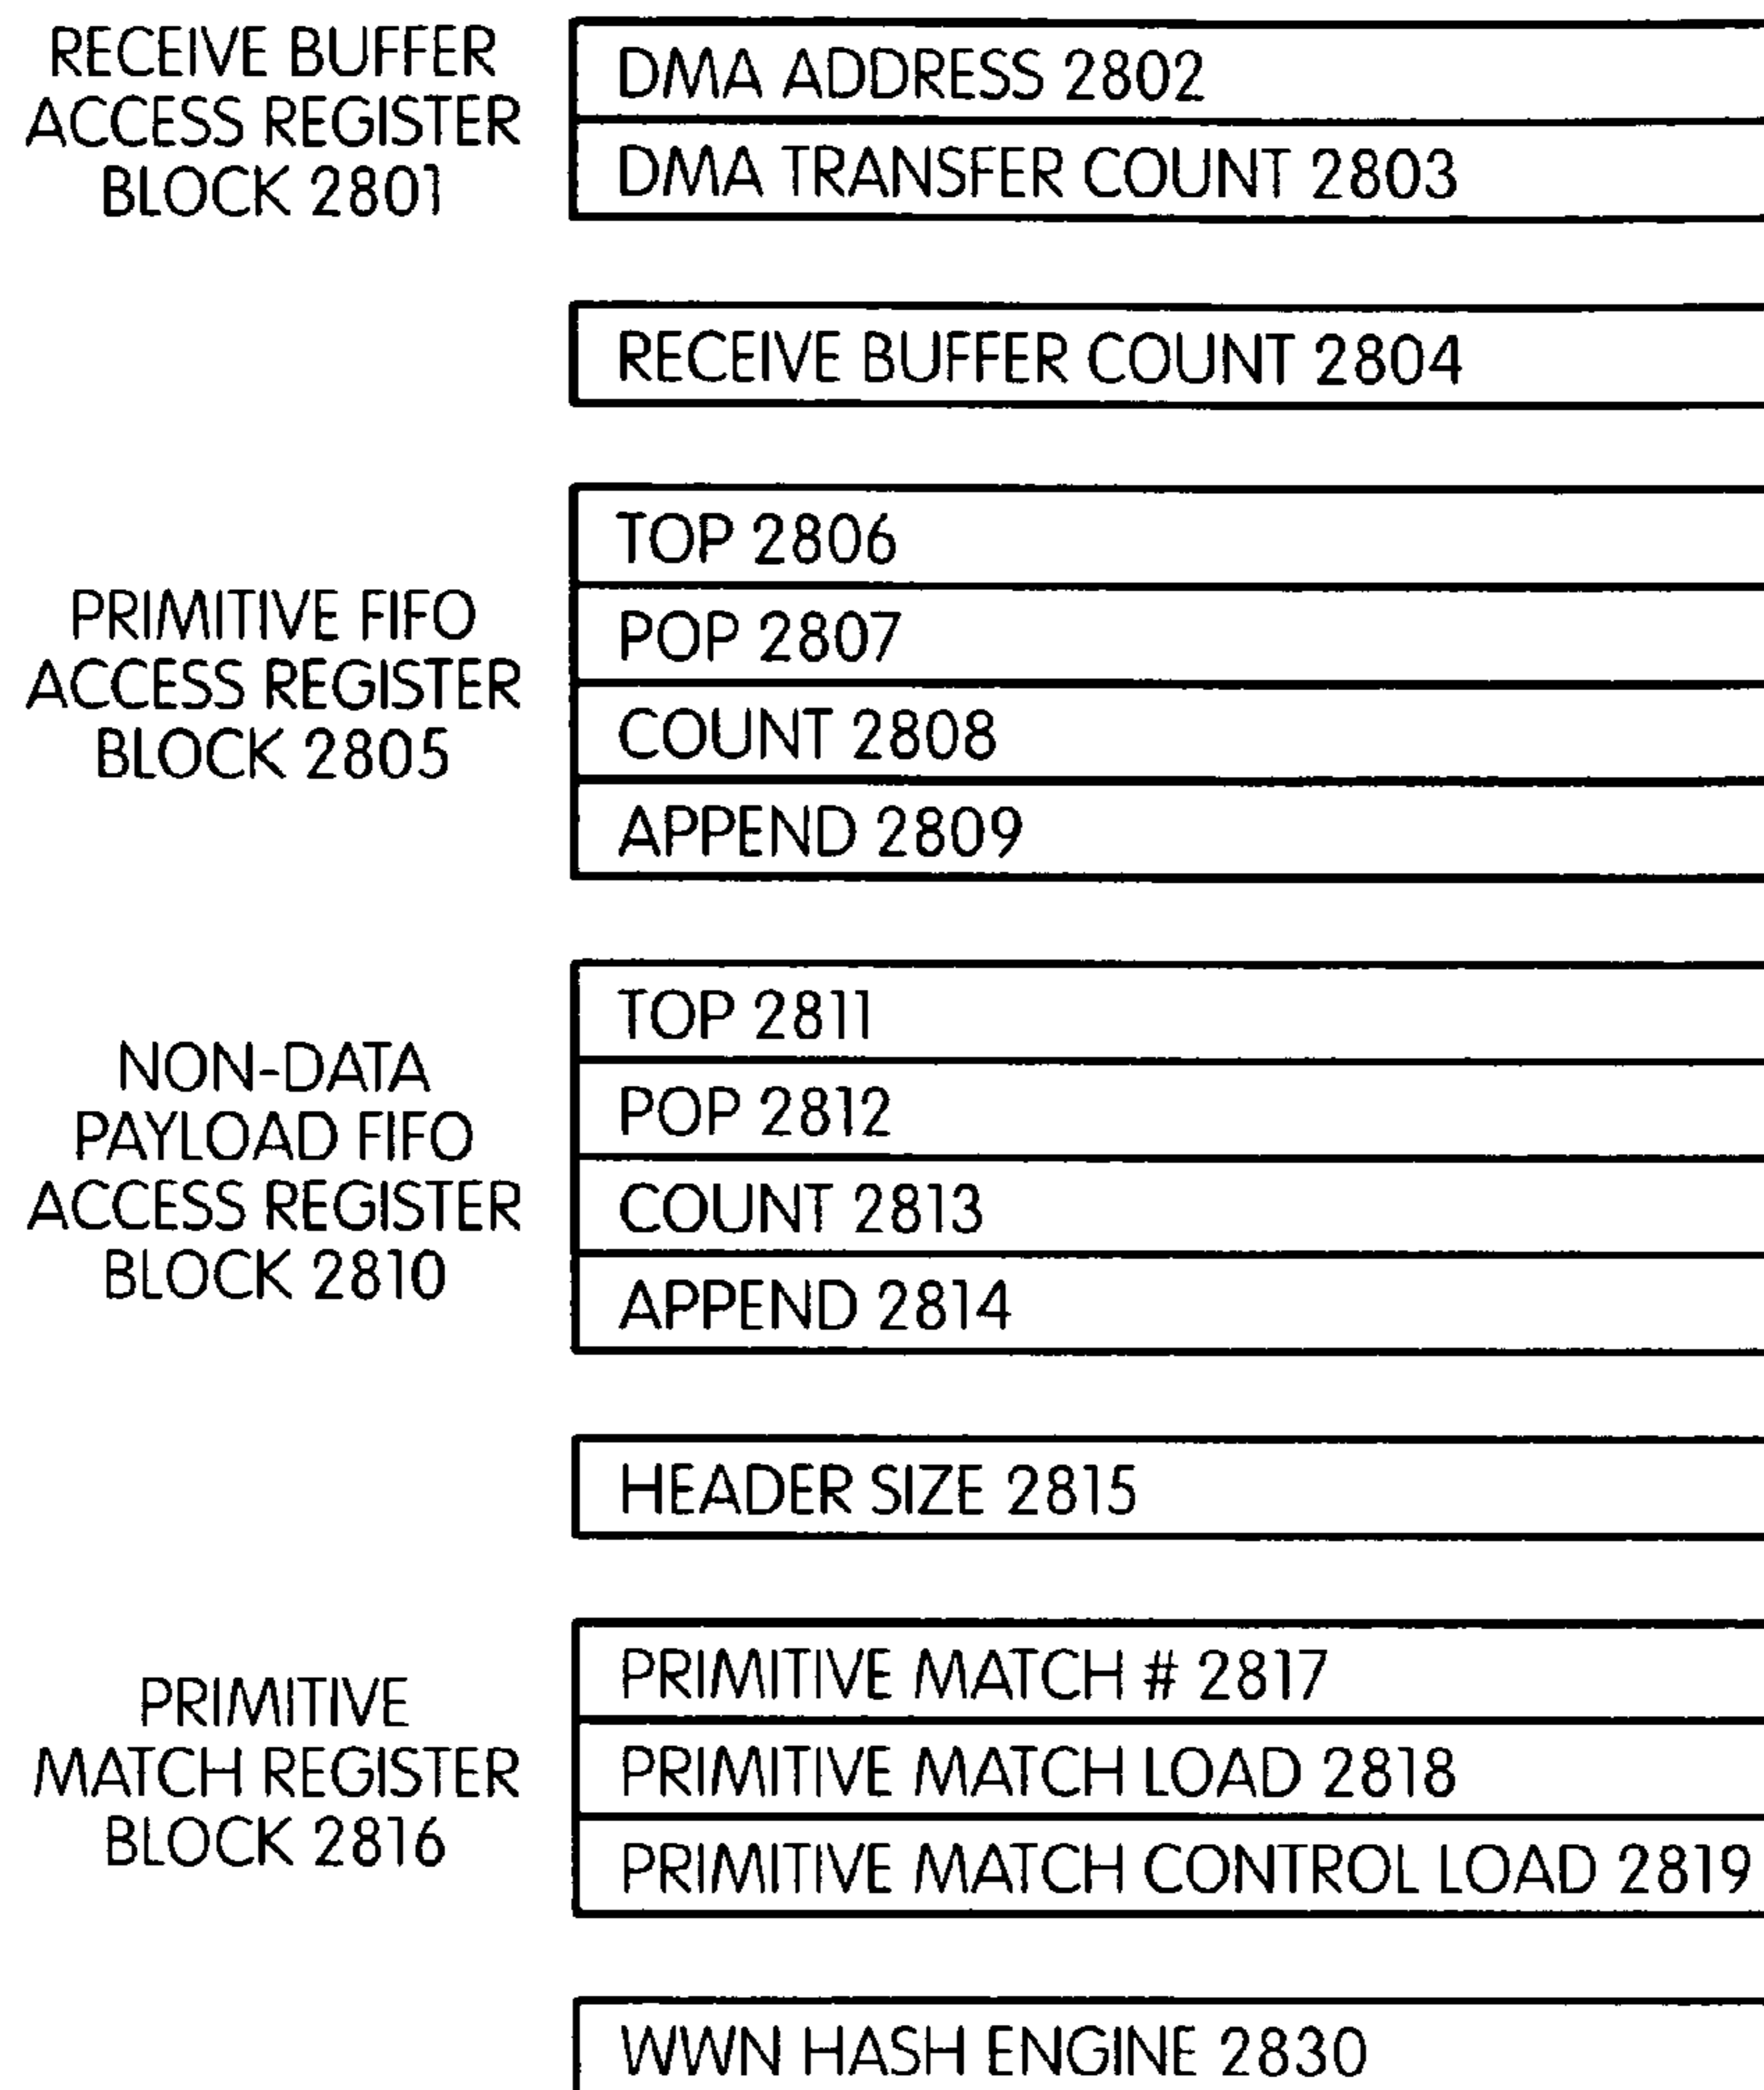 RECEIVE BUFFER
ACCESS REGISTER
BLOCK 2801
DMA ADDRESS 2802
DMA TRANSFER COUNT 2803
RECEIVE BUFFER COUNT 2804
PRIMITIVE FIFO
ACCESS REGISTER
BLOCK 2805
TOP 2806
POP 2807
COUNT 2808
APPEND 2809
NON-DATA
PAYLOAD FIFO
ACCESS REGISTER
BLOCK 2810
TOP 2811
POP 2812
COUNT 2813
APPEND 2814
HEADER SIZE 2815
PRIMITIVE
MATCH REGISTER
BLOCK 2816
PRIMITIVE MATCH # 2817
PRIMITIVE MATCH LOAD 2818
PRIMITIVE MATCH CONTROL LOAD 2819
WWN HASH ENGINE 2830